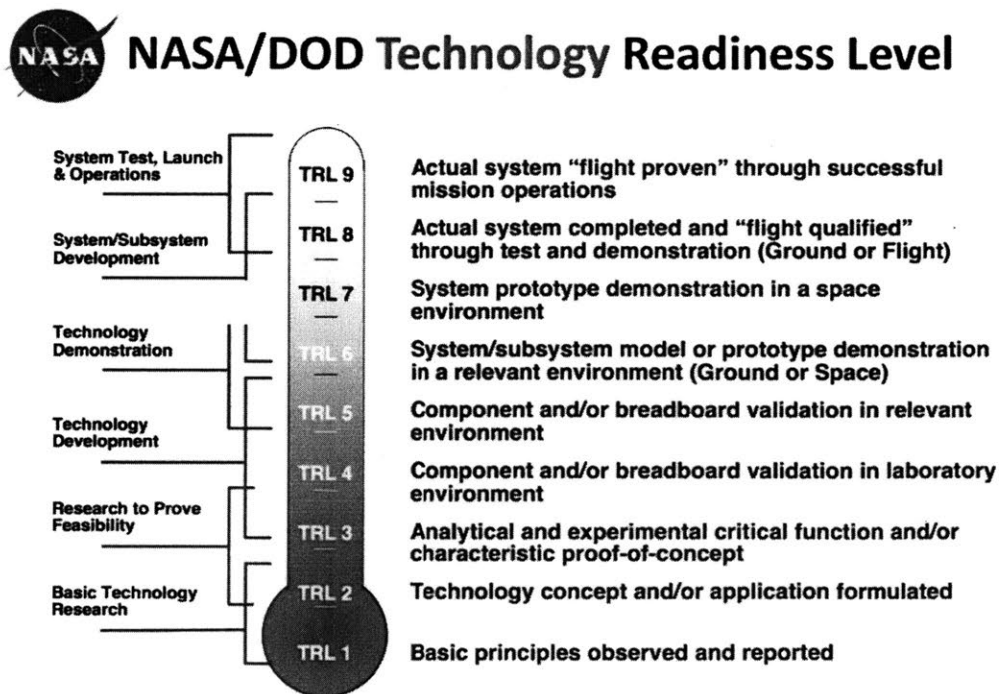 NASA
NASA/DOD Technology Readiness Level
System Test, Launch
& Operations
System/Subsystem
Development
Technology
Demonstration
Technology
Development
Research to Prove
Feasibility
Basic Technology
Research
TRL 9
TRL 8
TRL 7
TRL 6
TRL 5
TRL 4
TRL 3
TRL 2
TRL 1
Actual system “flight proven” through successful
mission operations
Actual system completed and “flight qualified”
through test and demonstration (Ground or Flight)
System prototype demonstration in a space
environment
System/subsystem model or prototype demonstration
in a relevant environment (Ground or Space)
Component and/or breadboard validation in relevant
environment
Component and/or breadboard validation in laboratory
environment
Analytical and experimental critical function and/or
characteristic proof-of-concept
Technology concept and/or application formulated
Basic principles observed and reported